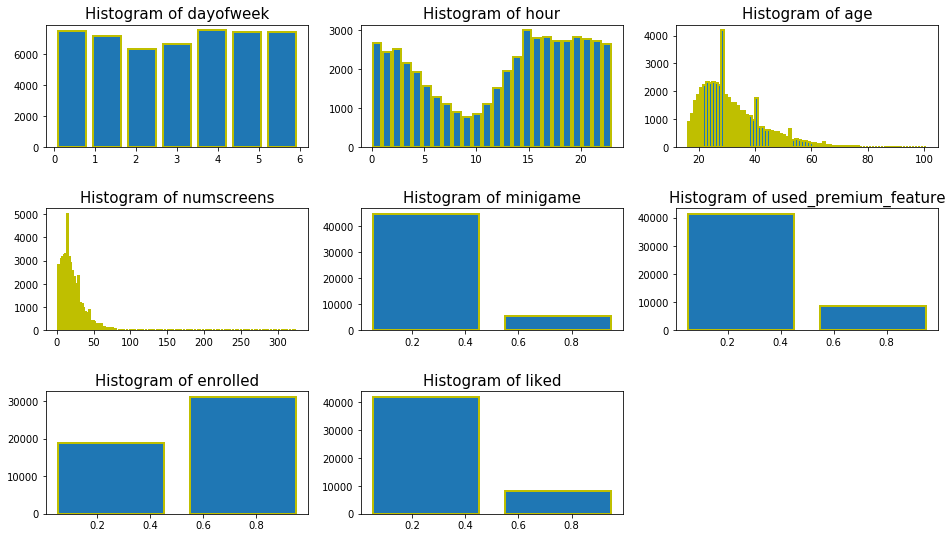 Histogram of dayofweek
6000
4000
2000
0
0 1 2 3 4 5 6
Histogram of hour
3000
2000
1000
0
0 5 10 15 20
Histogram of age
4000
3000
2000
1000
0
20 40 60 80 100
Histogram of numscreens
5000
4000
3000
2000
1000
0
0 50 100 150 200 250 300
Histogram of minigame
40000
30000
20000
10000
0
0.2 0.4 0.6 0.8
Histogram of used_premium_feature
40000
30000
20000
10000
0
0.2 0.4 0.6 0.8
Histogram of enrolled
30000
20000
10000
0
0.2 0.4 0.6 0.8
Histogram of liked
40000
30000
20000
10000
0
0.2 0.4 0.6 0.8